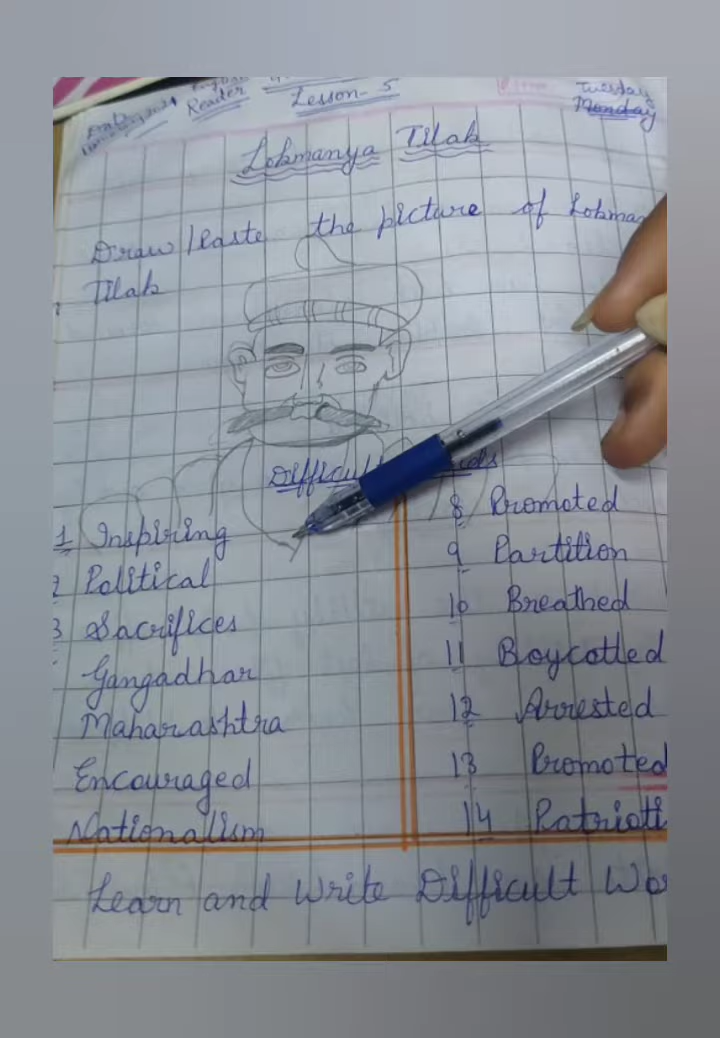 Reader
Lesson- 5
Tuesday
Monday
Lokmanya Tilak
Draw/Paste the picture of Lokman
Tilak
Difficult
1 Inspiring
2 Political
3 Sacrifices
Gangadhar
Maharashtra
Encouraged
Nationalism
8 Promoted
9 Partition
10 Breathed
11 Boycotted
12 Arrested
13 Promoted
14 Patrioti
Learn and Write Difficult Wo